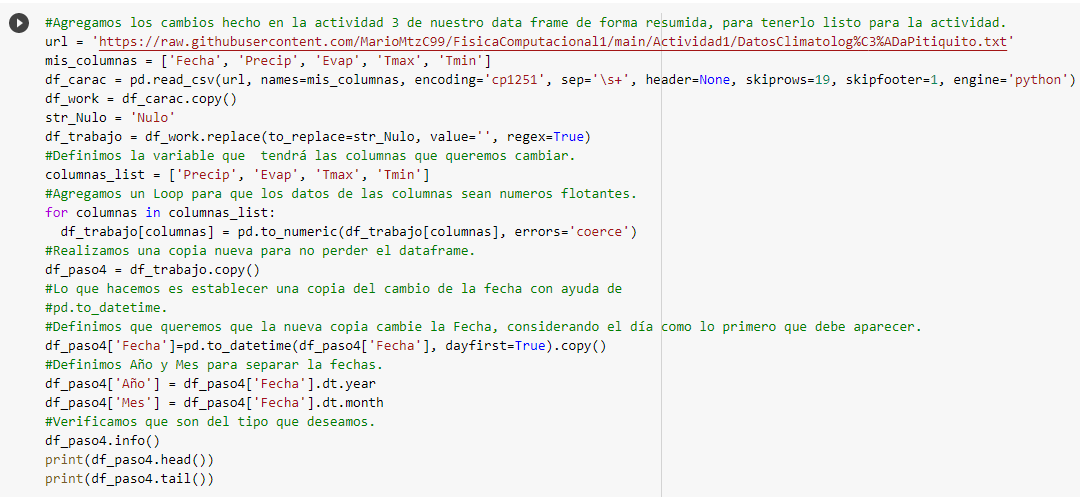 #Agregamos los cambios hecho en la actividad 3 de nuestro data frame de forma resumida, para tenerlo listo para la actividad.
url = 'https://raw.githubusercontent.com/MarioMtzC99/FisicaComputacional1/main/Actividad1/DatosClimatolog%C3%ADaPitiquito.txt'
mis_columnas = ['Fecha', 'Precip', 'Evap', 'Tmax', 'Tmin']
df_carac = pd.read_csv(url, names=mis_columnas, encoding='cp1251', sep='\s+', header=None, skiprows=19, skipfooter=1, engine='python')
df_work = df_carac.copy()
str_Nulo = 'Nulo'
df_trabajo = df_work.replace(to_replace=str_Nulo, value='', regex=True)
#Definimos la variable que  tendrá las columnas que queremos cambiar.
columnas_list = ['Precip', 'Evap', 'Tmax', 'Tmin']
#Agregamos un Loop para que los datos de las columnas sean numeros flotantes.
for columnas in columnas_list:
  df_trabajo[columnas] = pd.to_numeric(df_trabajo[columnas], errors='coerce')
#Realizamos una copia nueva para no perder el dataframe.
df_paso4 = df_trabajo.copy()
#Lo que hacemos es establecer una copia del cambio de la fecha con ayuda de
#pd.to_datetime.
#Definimos que queremos que la nueva copia cambie la Fecha, considerando el día como lo primero que debe aparecer.
df_paso4['Fecha']=pd.to_datetime(df_paso4['Fecha'], dayfirst=True).copy()
#Definimos Año y Mes para separar la fechas.
df_paso4['Año'] = df_paso4['Fecha'].dt.year
df_paso4['Mes'] = df_paso4['Fecha'].dt.month
#Verificamos que son del tipo que deseamos.
df_paso4.info()
print(df_paso4.head())
print(df_paso4.tail())